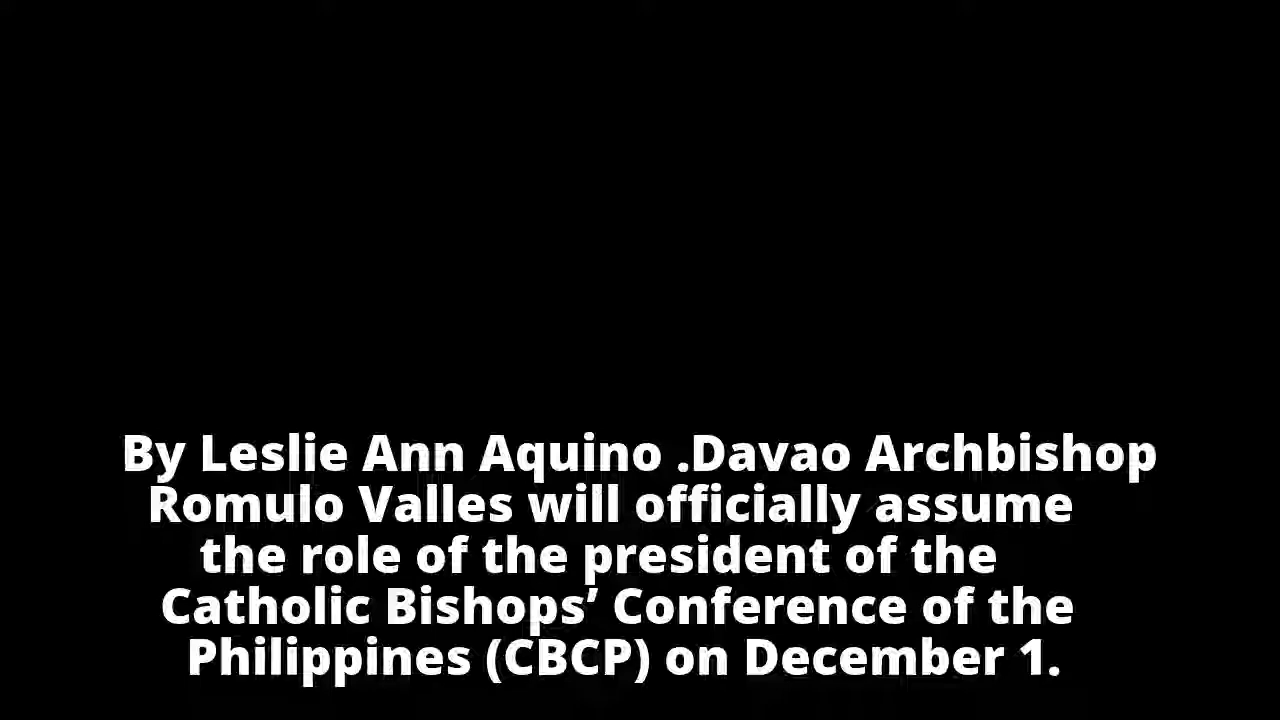 By Leslie Ann Aquino .Davao Archbishop
Romulo Valles will officially assume
the role of the president of the
Catholic Bishops’ Conference of the
Philippines (CBCP) on December 1.